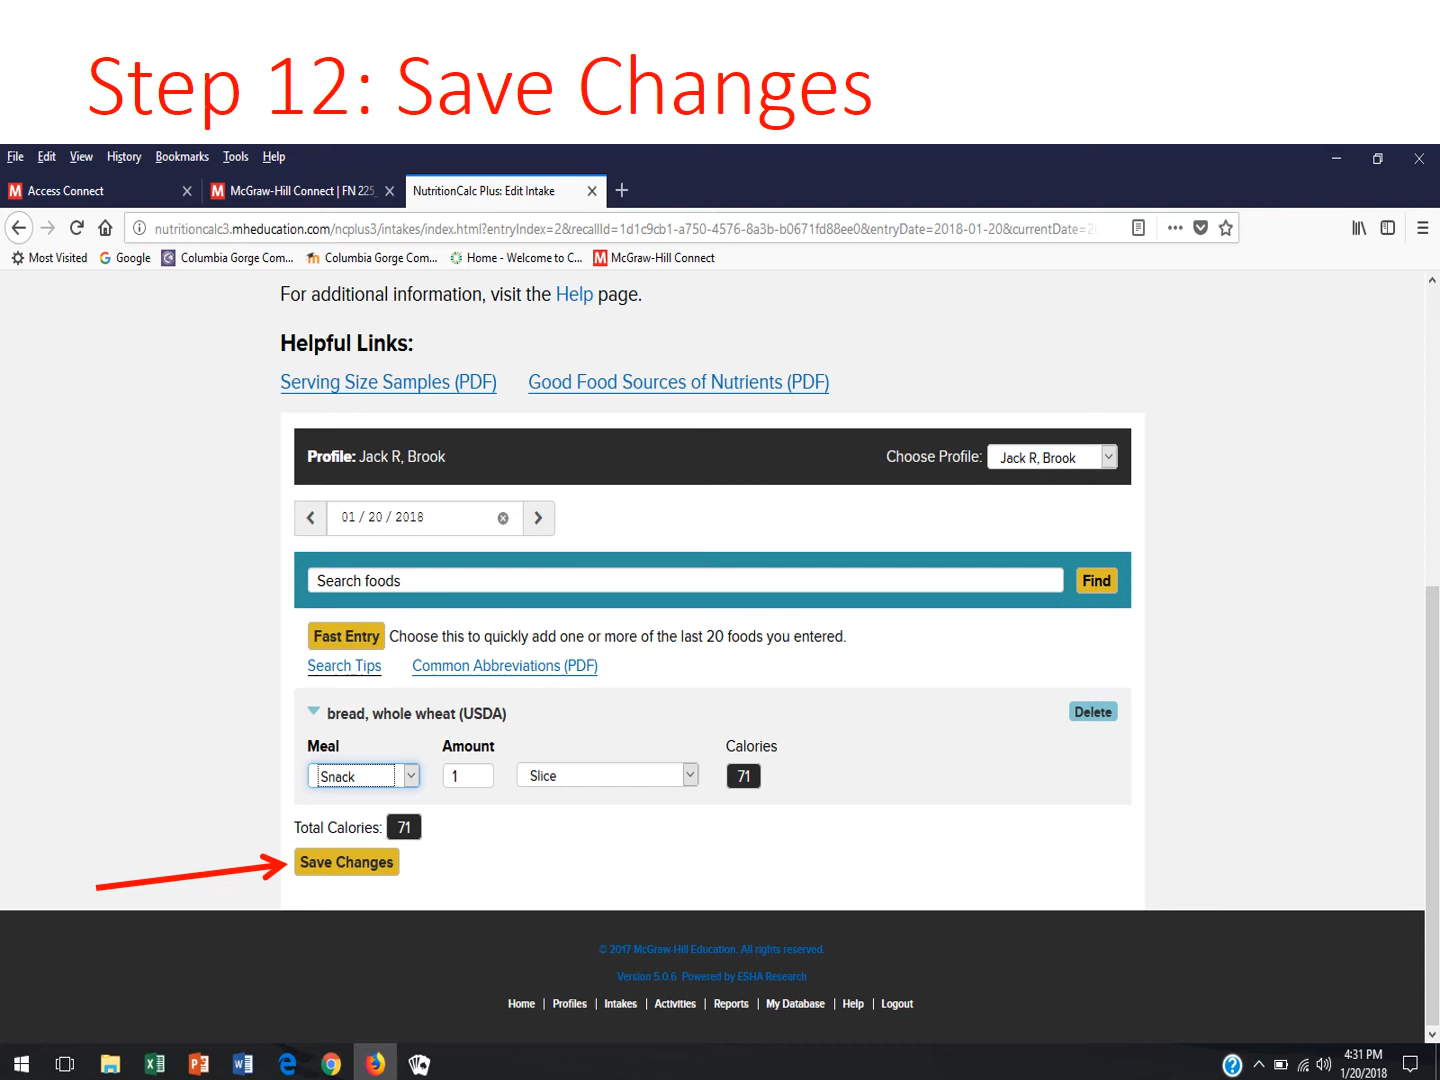 Step 12: Save Changes
File Edit View History Bookmarks Tools Help
Access Connect
McGraw-Hill Connect | FN 225_
NutritionCalc Plus: Edit Intake
nutritioncalc3.mheducation.com/ncplus3/intakes/index.html?entryIndex=2&recallId=1d1c9cb1-a750-4576-8a3b-b0671fd88ee0&entryDate=2018-01-20&currentDate=2
Most Visited Google Columbia Gorge Com... Columbia Gorge Com... Home - Welcome to C... McGraw-Hill Connect
For additional information, visit the Help page.
Helpful Links:
Serving Size Samples (PDF) Good Food Sources of Nutrients (PDF)
Profile: Jack R, Brook Choose Profile: Jack R, Brook
01 / 20 / 2018
Search foods Find
Fast Entry Choose this to quickly add one or more of the last 20 foods you entered.
Search Tips Common Abbreviations (PDF)
bread, whole wheat (USDA) Delete
Meal Amount Calories
Snack 1 Slice 71
Total Calories: 71
Save Changes
© 2017 McGraw-Hill Education. All rights reserved.
Version 5.0.6 Powered by ESHA Research
Home | Profiles | Intakes | Activities | Reports | My Database | Help | Logout
4:31 PM
1/20/2018